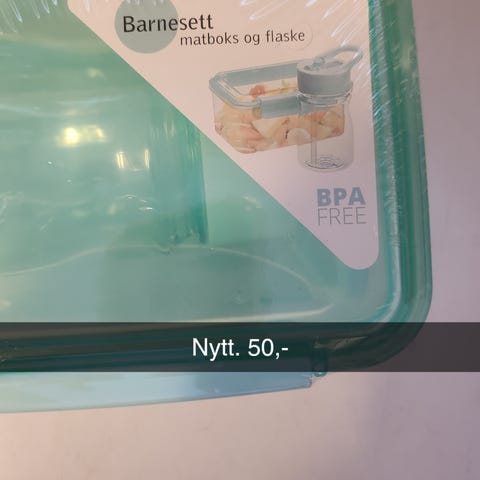 Barnesett
matboks og flaske
BPA
FREE
Nytt. 50,-